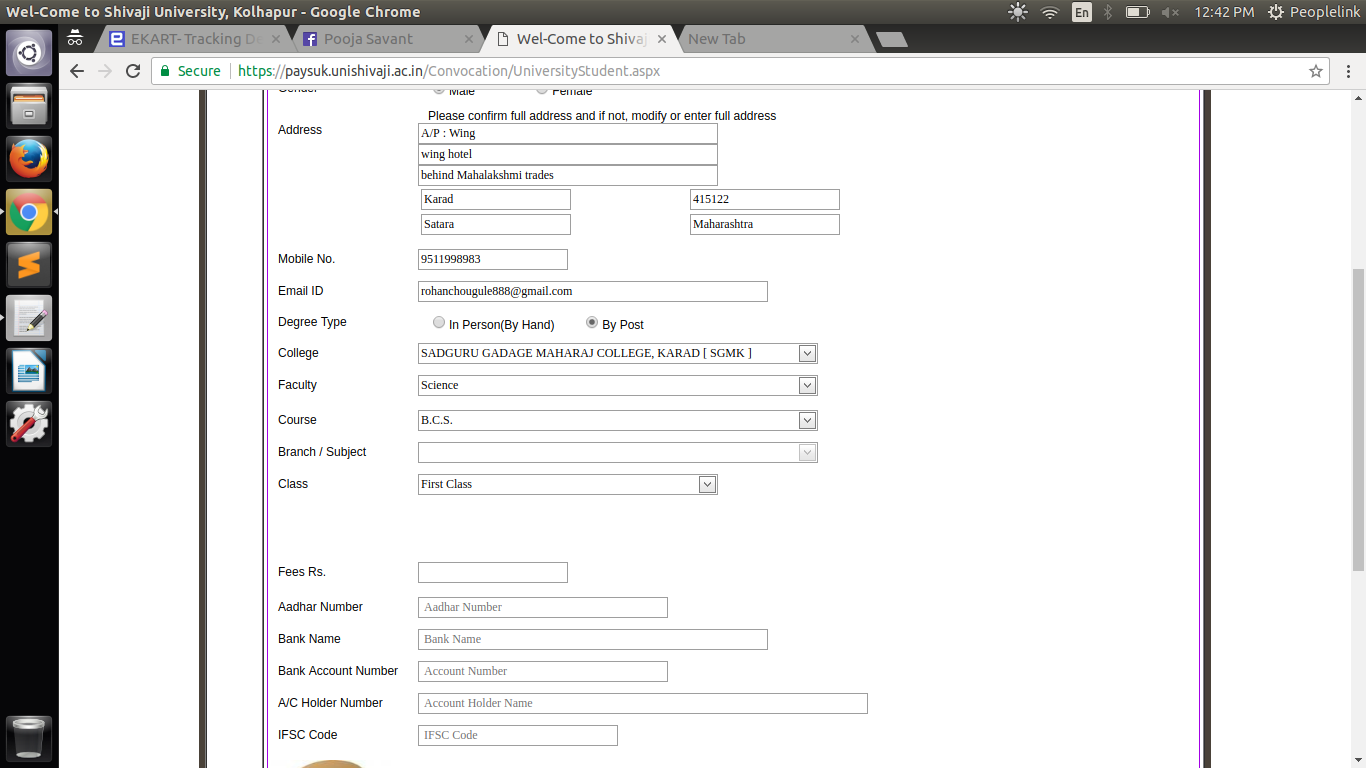 Wel-Come to Shivaji University, Kolhapur - Google Chrome
En
12:42 PM
Peoplelink
EKART- Tracking De
Pooja Savant
Wel-Come to Shivaj
New Tab
Secure
https://paysuk.unishivaji.ac.in/Convocation/UniversityStudent.aspx
Gender Male Female
Please confirm full address and if not, modify or enter full address
Address A/P : Wing
wing hotel
behind Mahalakshmi trades
Karad 415122
Satara Maharashtra
Mobile No. 9511998983
Email ID rohanchougule888@gmail.com
Degree Type In Person(By Hand) By Post
College SADGURU GADAGE MAHARAJ COLLEGE, KARAD [ SGMK ]
Faculty Science
Course B.C.S.
Branch / Subject
Class First Class
Fees Rs.
Aadhar Number Aadhar Number
Bank Name Bank Name
Bank Account Number Account Number
A/C Holder Number Account Holder Name
IFSC Code IFSC Code